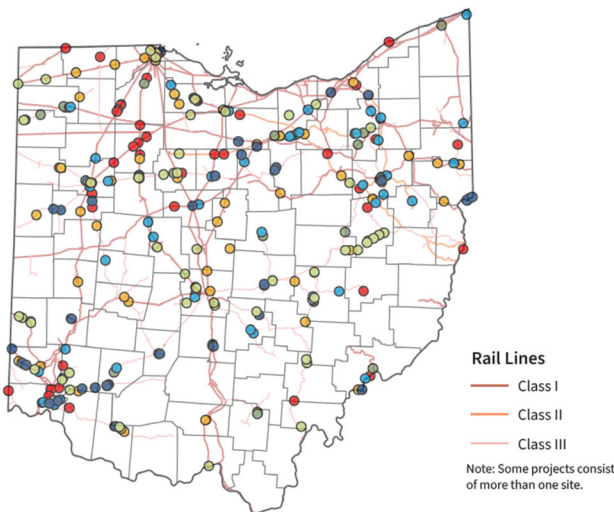 Rail Lines
Class I
Class II
Class III
Note: Some projects consist
of more than one site.